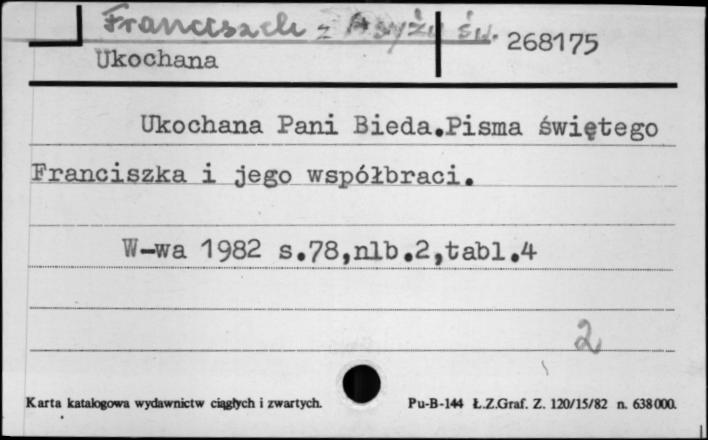 Franciszek z Asyżu św. 268175
Ukochana
Ukochana Pani Bieda.Pisma świętego
Franciszka i jego współbraci.
W-wa 1982 s.78,nlb.2,tabl.4
2
Karta katalogowa wydawnictw ciągłych i zwartych. Pu-B-144 Ł.Z.Graf. Z. 120/15/82 n. 638000.